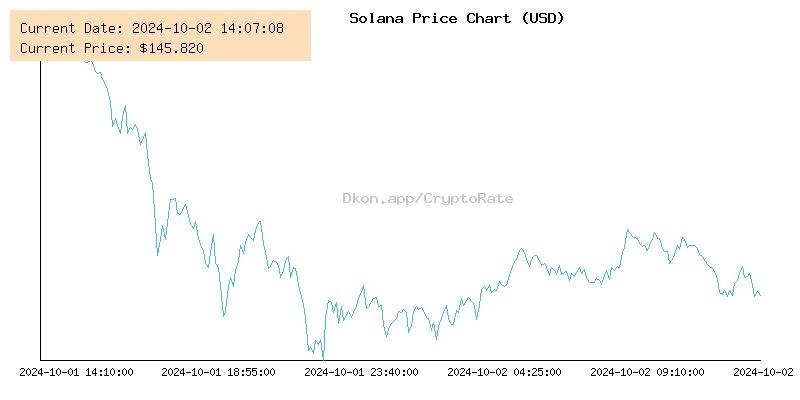 Solana Price Chart (USD)
Current Date: 2024-10-02 14:07:08
Current Price: $145.820
Dkon.app/CryptoRate
2024-10-01 14:10:00
2024-10-01 18:55:00
2024-10-01 23:40:00
2024-10-02 04:25:00
2024-10-02 09:10:00
2024-10-02